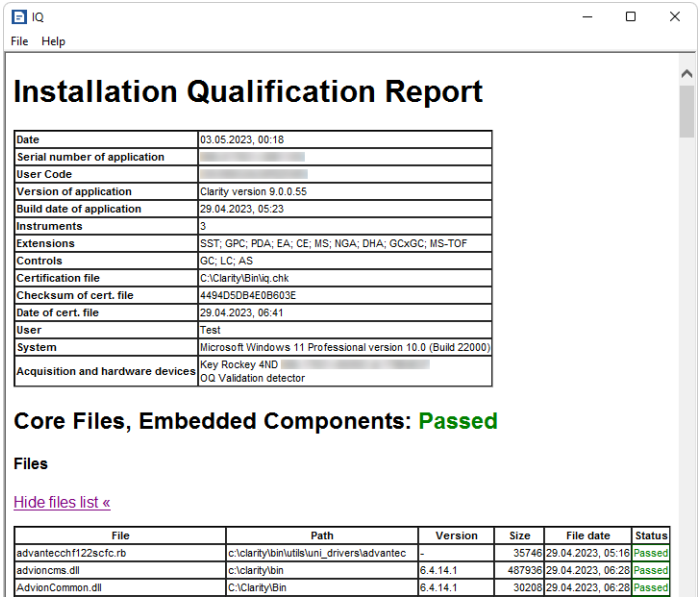 IQ
File Help
Installation Qualification Report
Date 03.05.2023, 00:18
Serial number of application
User Code
Version of application Clarity version 9.0.0.55
Build date of application 29.04.2023, 05:23
Instruments 3
Extensions SST; GPC; PDA; EA; CE; MS; NGA; DHA; GCxGC; MS-TOF
Controls GC; LC; AS
Certification file C:\Clarity\Bin\iq.chk
Checksum of cert. file 4494D5DB4E0B603E
Date of cert. file 29.04.2023, 06:41
User Test
System Microsoft Windows 11 Professional version 10.0 (Build 22000)
Acquisition and hardware devices Key Rockey 4ND
OQ Validation detector
Core Files, Embedded Components: Passed
Files
Hide files list «
File Path Version Size File date Status
advantecchf122scfc.rb c:\clarity\bin\utils\uni_drivers\advantec - 35746 29.04.2023, 05:16 Passed
advioncms.dll c:\clarity\bin 6.4.14.1 487936 29.04.2023, 06:28 Passed
AdvionCommon.dll C:\Clarity\Bin 6.4.14.1 30208 29.04.2023, 06:28 Passed